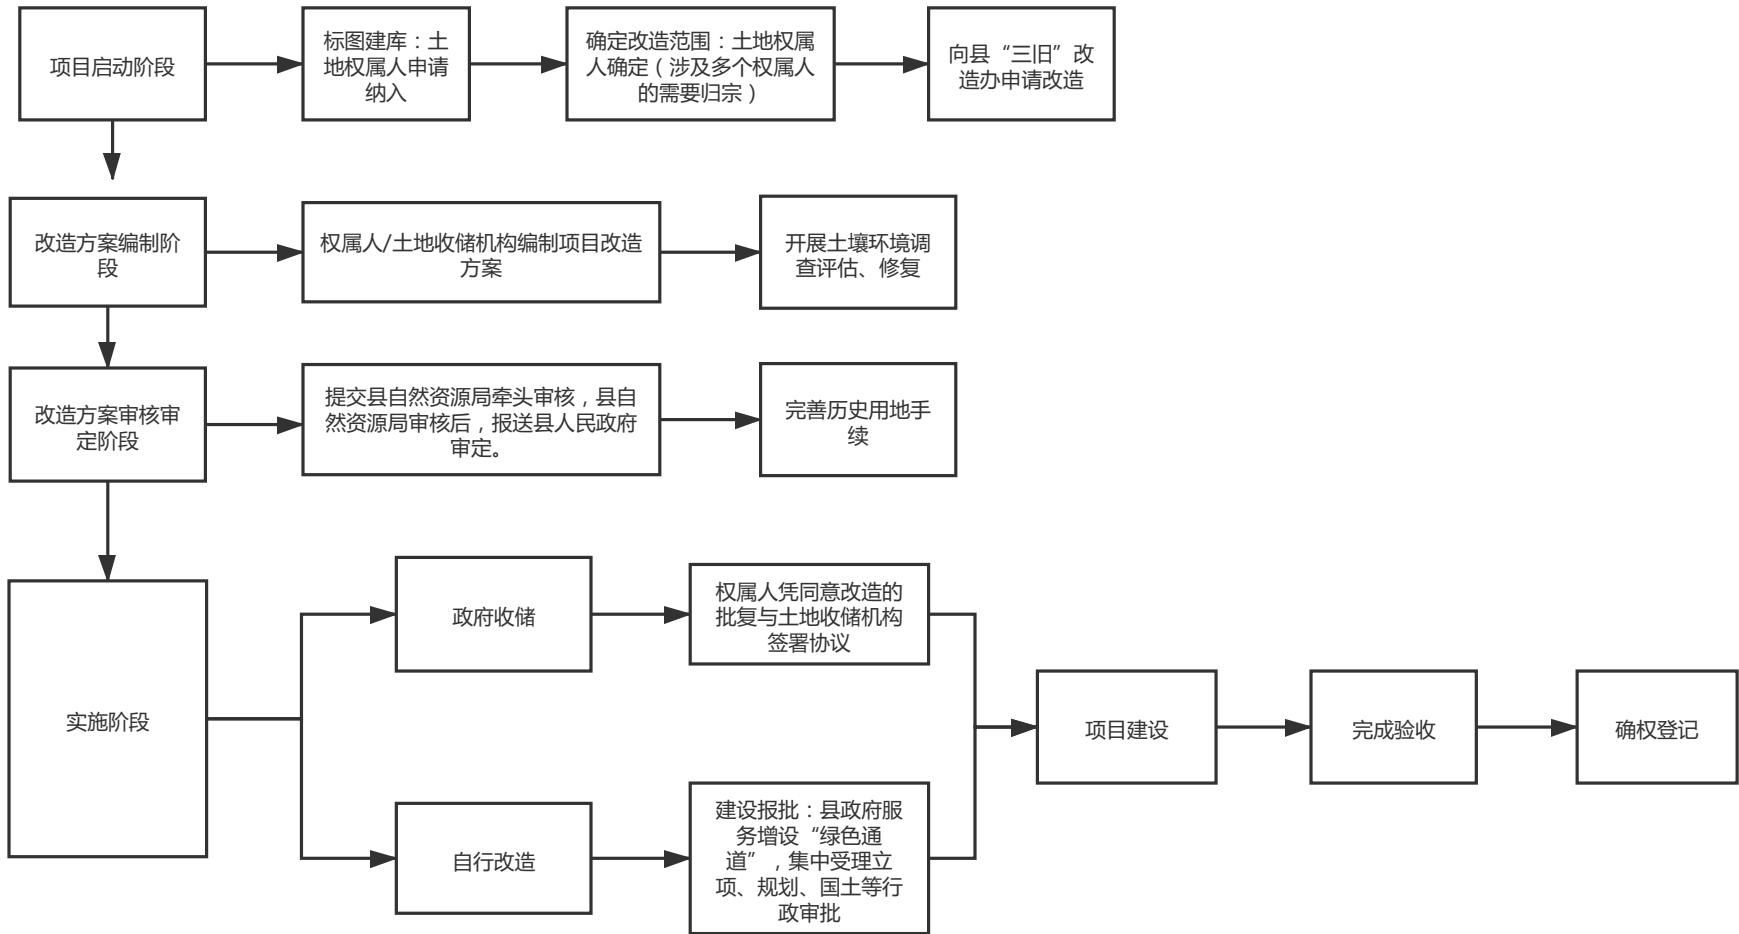 项目启动阶段
标图建库：土
地权属人申请
纳入
确定改造范围：土地权属
人确定（涉及多个权属人
的需要归宗）
向县“三旧”改
造办申请改造
改造方案编制阶
段
权属人/土地收储机构编制项目改造
方案
开展土壤环境调
查评估、修复
改造方案审核审
定阶段
提交县自然资源局牵头审核，县自
然资源局审核后，报送县人民政府
审定。
完善历史用地手
续
实施阶段
政府收储
权属人凭同意改造的
批复与土地收储机构
签署协议
自行改造
建设报批：县政府服
务增设“绿色通
道”，集中受理立
项、规划、国土等行
政审批
项目建设
完成验收
确权登记